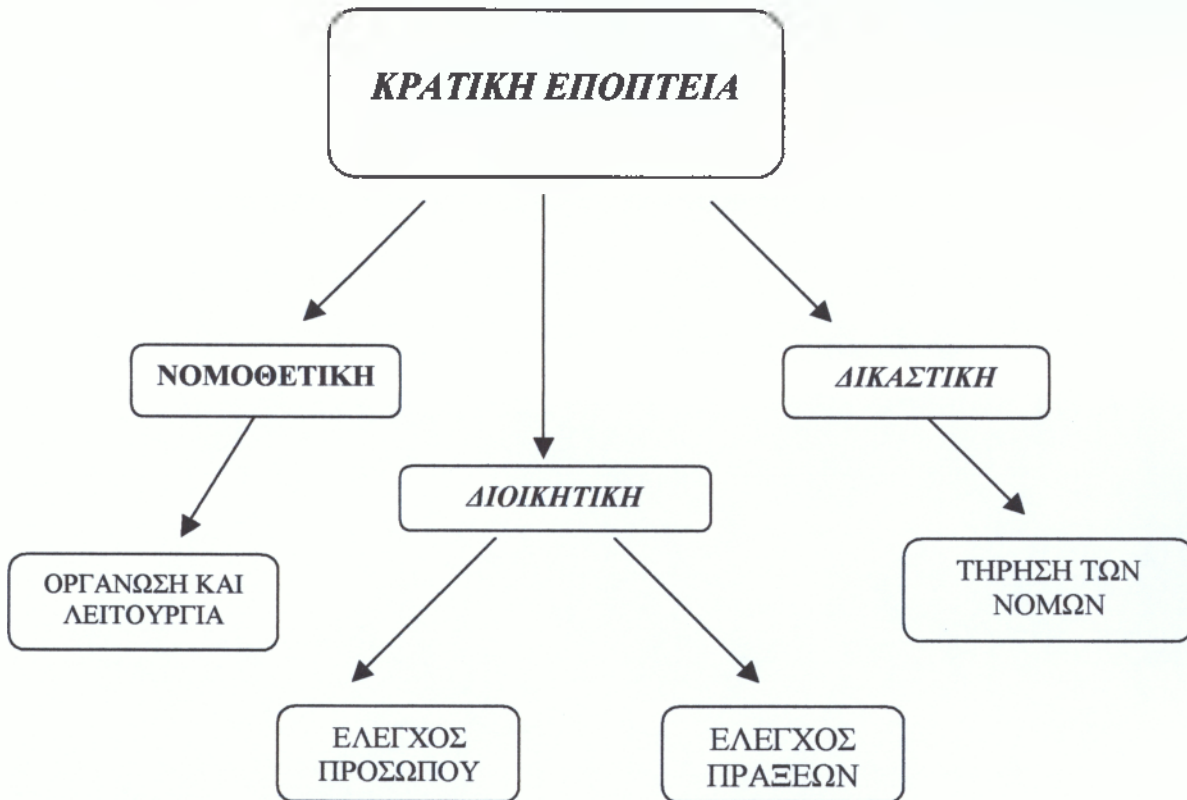 ΚΡΑΤΙΚΗ ΕΠΟΠΤΕΙΑ
ΝΟΜΟΘΕΤΙΚΗ
ΔΙΚΑΣΤΙΚΗ
ΔΙΟΙΚΗΤΙΚΗ
ΟΡΓΑΝΩΣΗ ΚΑΙ
ΛΕΙΤΟΥΡΓΙΑ
ΤΗΡΗΣΗ ΤΩΝ
ΝΟΜΩΝ
ΕΛΕΓΧΟΣ
ΠΡΟΣΩΠΟΥ
ΕΛΕΓΧΟΣ
ΠΡΑΞΕΩΝ